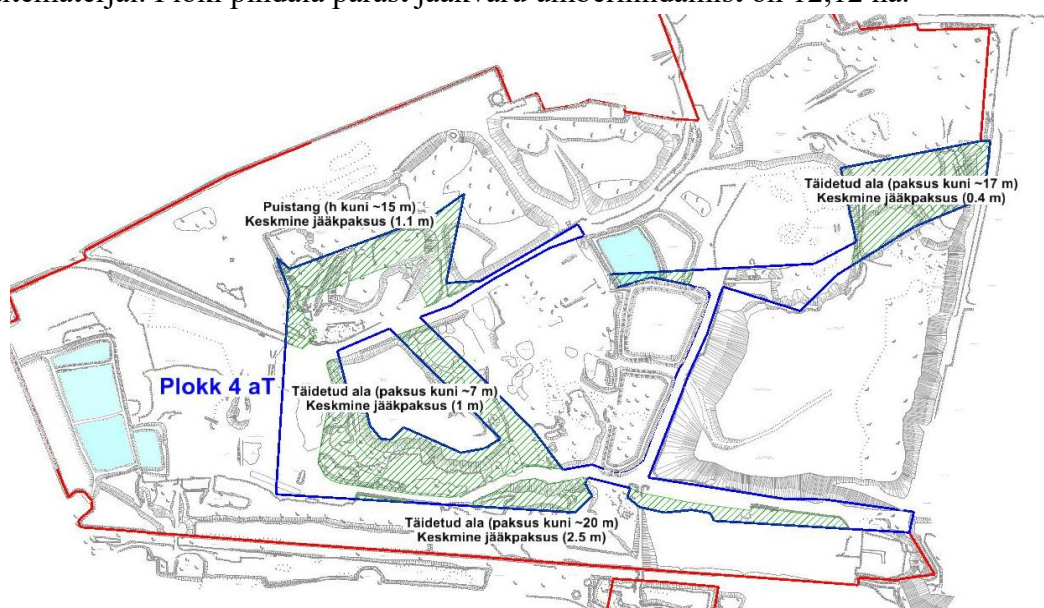 Puistang (h kuni ~15 m)
Keskmine jääkpaksus (1.1 m)
Täidetud ala (paksus kuni ~17 m)
Keskmine jääkpaksus (0.4 m)
Plokk 4 aT
Täidetud ala (paksus kuni ~7 m)
Keskmine jääkpaksus (1 m)
Täidetud ala (paksus kuni ~20 m)
Keskmine jääkpaksus (2.5 m)